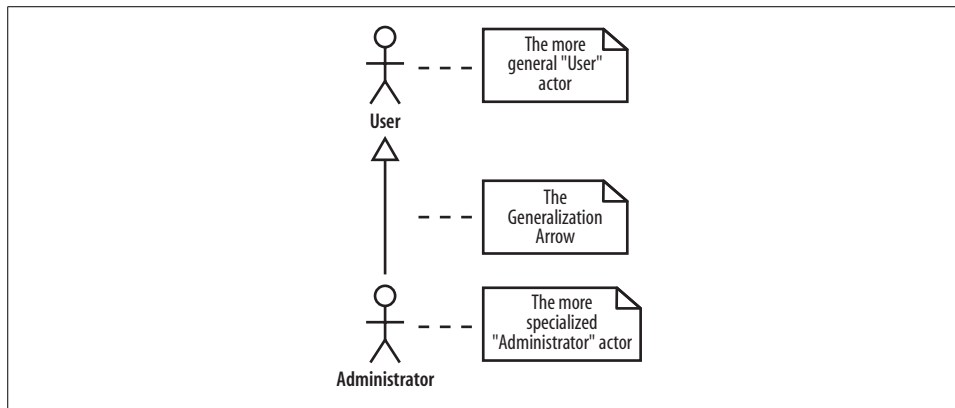 The more
general "User"
actor
User
The
Generalization
Arrow
The more
specialized
"Administrator" actor
Administrator